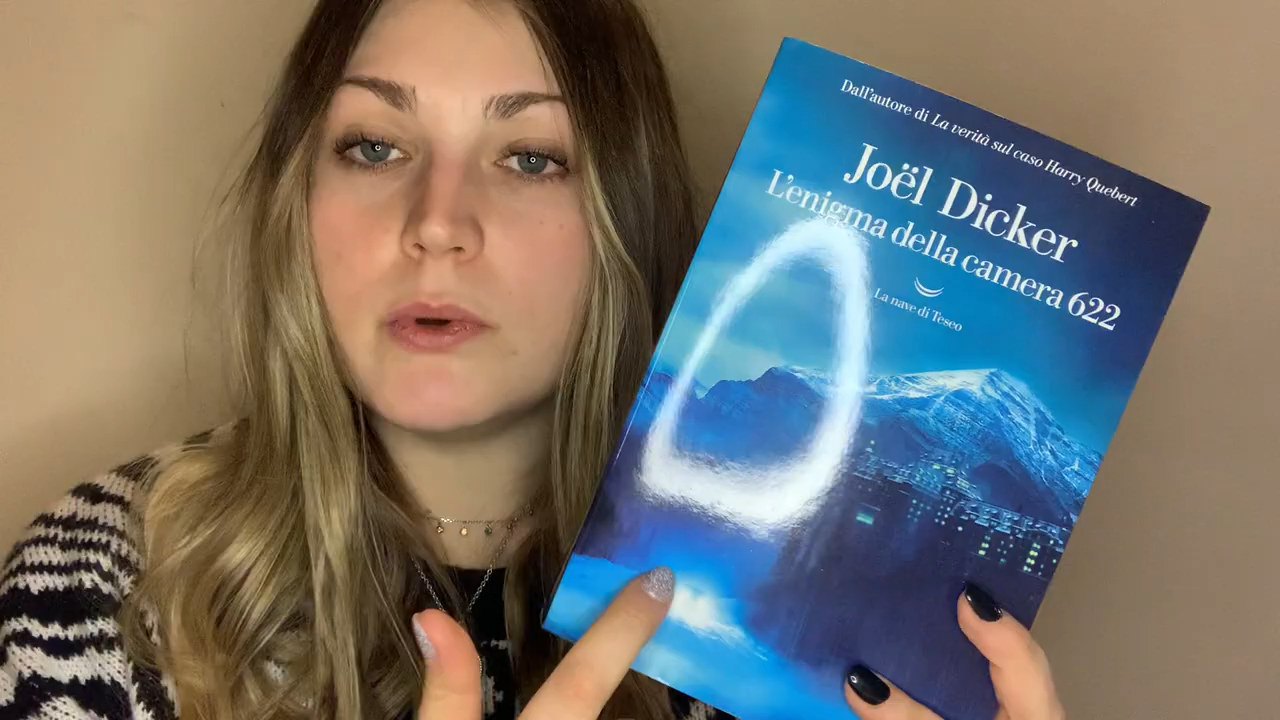 Dall'autore di La verità sul caso Harry Quebert
Joël Dicker
L'enigma della camera 622
La nave di Teseo